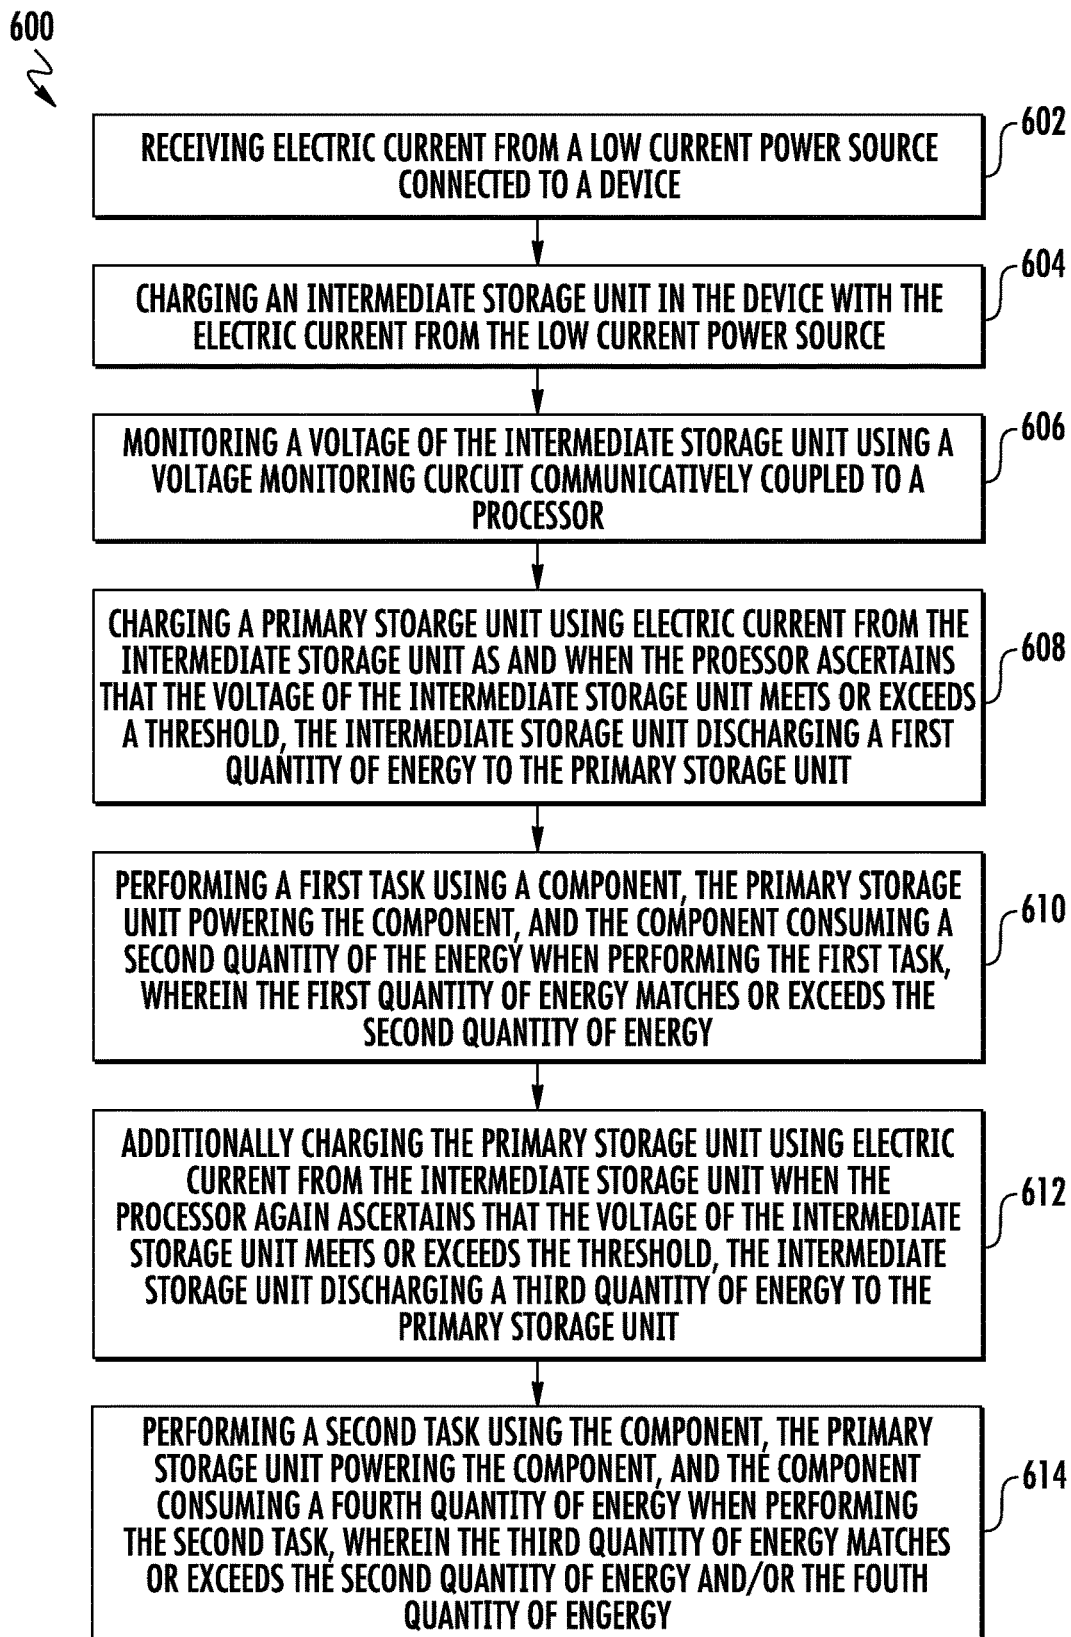 600
RECEIVING ELECTRIC CURRENT FROM A LOW CURRENT POWER SOURCE
CONNECTED TO A DEVICE
602
CHARGING AN INTERMEDIATE STORAGE UNIT IN THE DEVICE WITH THE
ELECTRIC CURRENT FROM THE LOW CURRENT POWER SOURCE
604
MONITORING A VOLTAGE OF THE INTERMEDIATE STORAGE UNIT USING A
VOLTAGE MONITORING CURCUIT COMMUNICATIVELY COUPLED TO A
PROCESSOR
606
CHARGING A PRIMARY STOARGE UNIT USING ELECTRIC CURRENT FROM THE
INTERMEDIATE STORAGE UNIT AS AND WHEN THE PROESSOR ASCERTAINS
THAT THE VOLTAGE OF THE INTERMEDIATE STORAGE UNIT MEETS OR EXCEEDS
A THRESHOLD, THE INTERMEDIATE STORAGE UNIT DISCHARGING A FIRST
QUANTITY OF ENERGY TO THE PRIMARY STORAGE UNIT
608
PERFORMING A FIRST TASK USING A COMPONENT, THE PRIMARY STORAGE
UNIT POWERING THE COMPONENT, AND THE COMPONENT CONSUMING A
SECOND QUANTITY OF THE ENERGY WHEN PERFORMING THE FIRST TASK,
WHEREIN THE FIRST QUANTITY OF ENERGY MATCHES OR EXCEEDS THE
SECOND QUANTITY OF ENERGY
610
ADDITIONALLY CHARGING THE PRIMARY STORAGE UNIT USING ELECTRIC
CURRENT FROM THE INTERMEDIATE STORAGE UNIT WHEN THE
PROCESSOR AGAIN ASCERTAINS THAT THE VOLTAGE OF THE INTERMEDIATE
STORAGE UNIT MEETS OR EXCEEDS THE THRESHOLD, THE INTERMEDIATE
STORAGE UNIT DISCHARGING A THIRD QUANTITY OF ENERGY TO THE
PRIMARY STORAGE UNIT
612
PERFORMING A SECOND TASK USING THE COMPONENT, THE PRIMARY
STORAGE UNIT POWERING THE COMPONENT, AND THE COMPONENT
CONSUMING A FOURTH QUANTITY OF ENERGY WHEN PERFORMING
THE SECOND TASK, WHEREIN THE THIRD QUANTITY OF ENERGY MATCHES
OR EXCEEDS THE SECOND QUANTITY OF ENERGY AND/OR THE FOUTH
QUANTITY OF ENGERGY
614